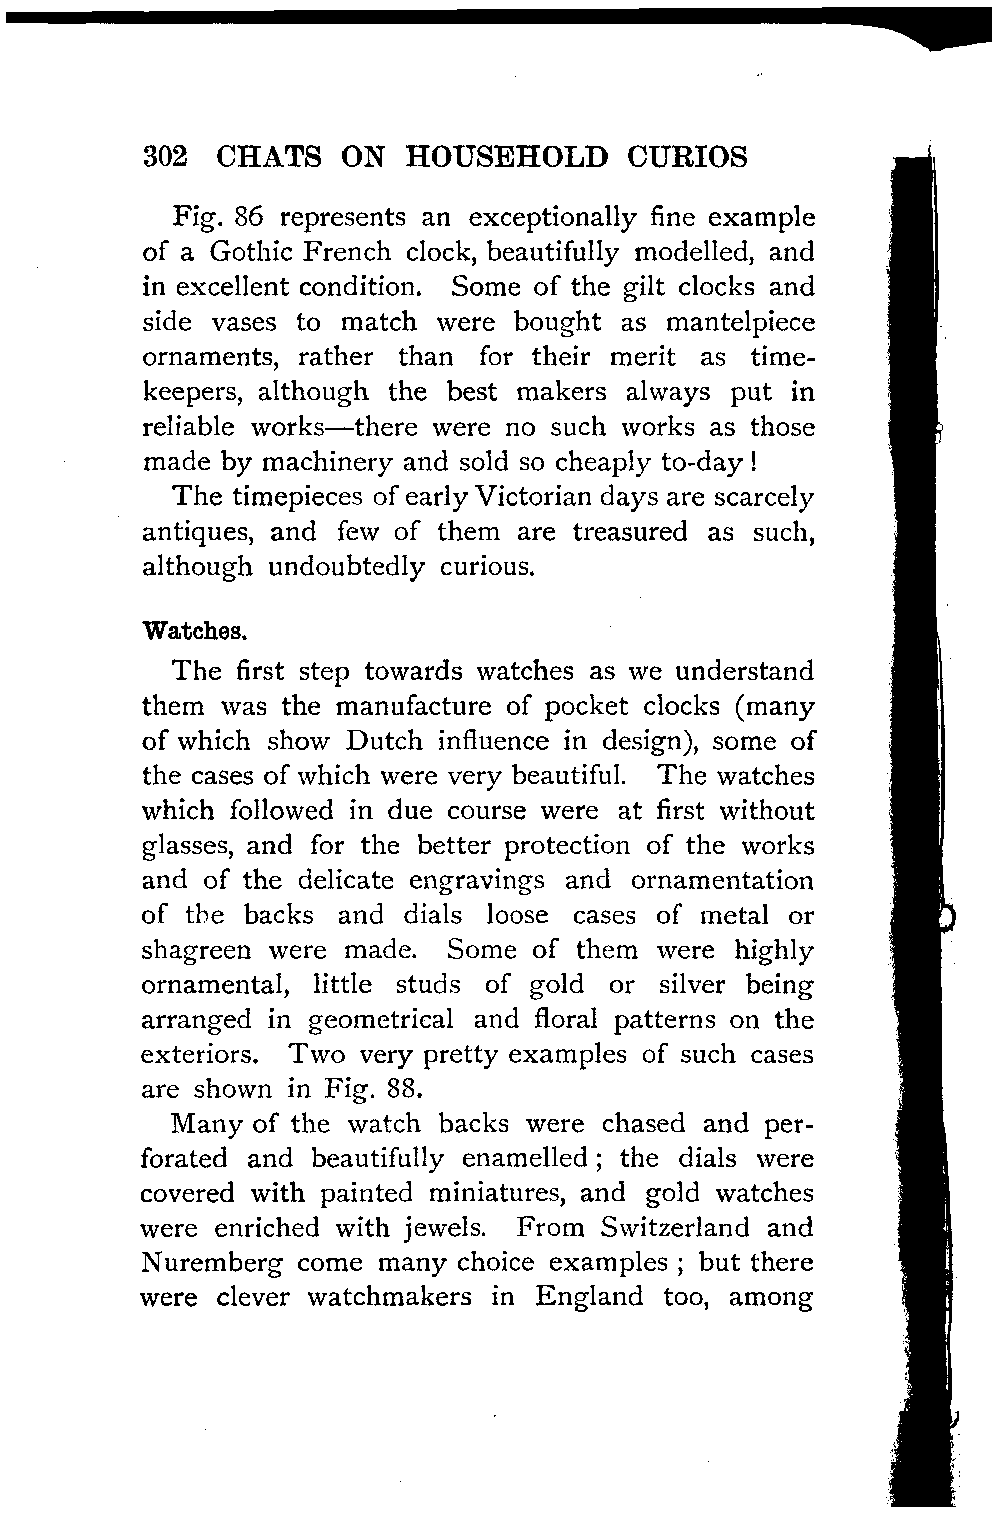 302 CHATS ON HOUSEHOLD CURIOS
Fig. 86 represents an exceptionally fine example
of a Gothic French clock, beautifully modelled, and
in excellent condition. Some of the gilt clocks and
side vases to match were bought as mantelpiece
ornaments, rather than for their merit as time-
keepers, although the best makers always put in
reliable works—there were no such works as those
made by machinery and sold so cheaply to-day !
The timepieces of early Victorian days are scarcely
antiques, and few of them are treasured as such,
although undoubtedly curious.
Watches.
The first step towards watches as we understand
them was the manufacture of pocket clocks (many
of which show Dutch influence in design), some of
the cases of which were very beautiful. The watches
which followed in due course were at first without
glasses, and for the better protection of the works
and of the delicate engravings and ornamentation
of the backs and dials loose cases of metal or
shagreen were made. Some of them were highly
ornamental, little studs of gold or silver being
arranged in geometrical and floral patterns on the
exteriors. Two very pretty examples of such cases
are shown in Fig. 88.
Many of the watch backs were chased and per-
forated and beautifully enamelled ; the dials were
covered with painted miniatures, and gold watches
were enriched with jewels. From Switzerland and
Nuremberg come many choice examples ; but there
were clever watchmakers in England too, among